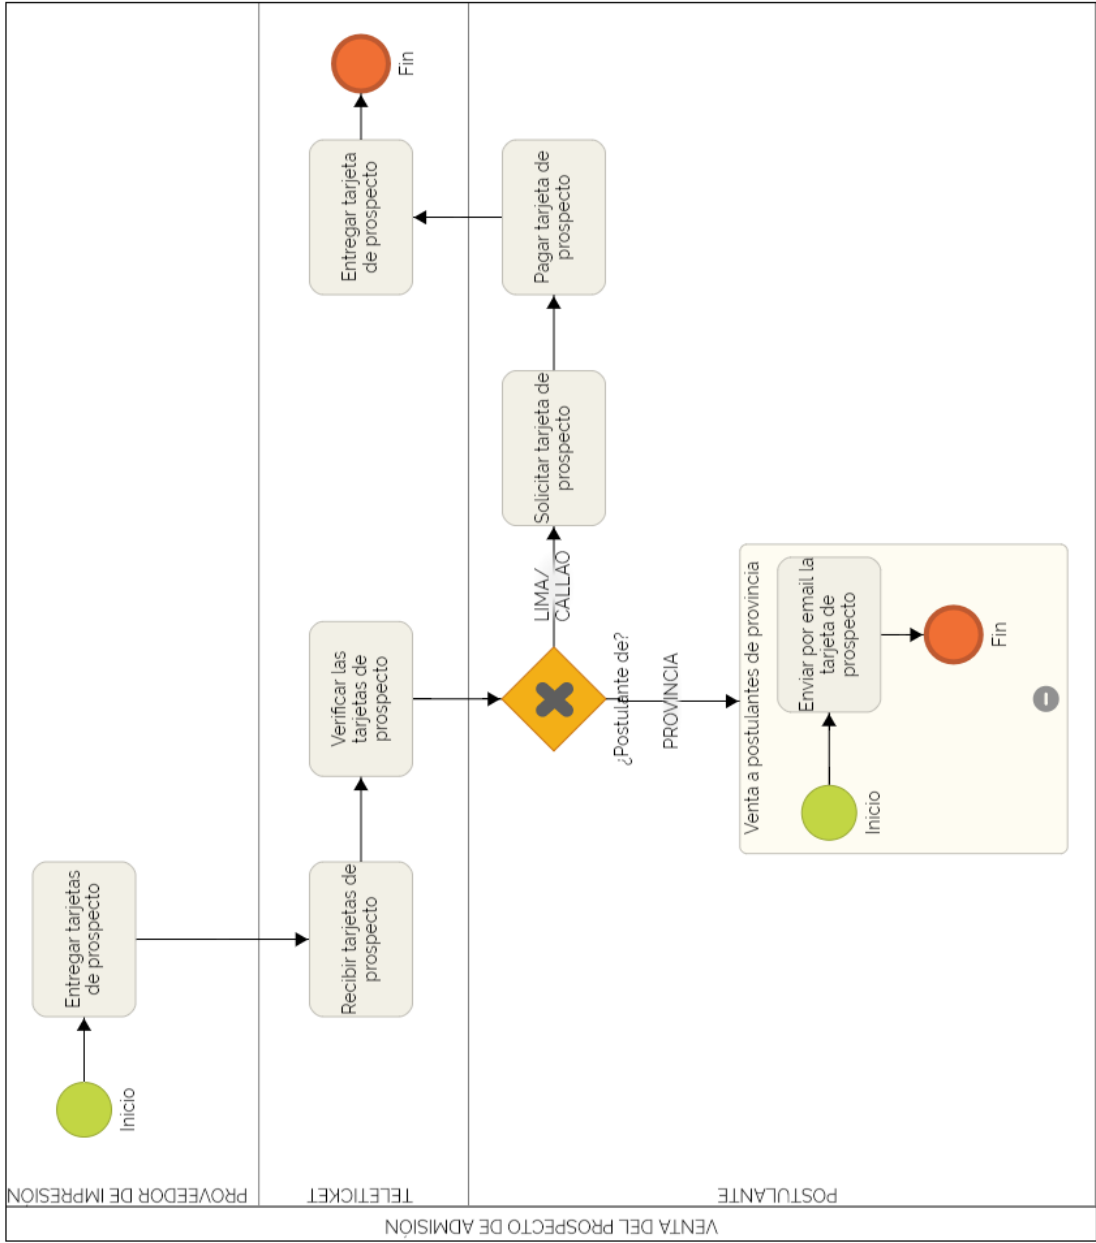 VENTA DEL PROSPECTO DE ADMISIÓN
PROVEEDOR DE IMPRESIÓN
Inicio
Entregar tarjetas
de prospecto
TELETICKET
Recibir tarjetas de
prospecto
Verificar las
tarjetas de
prospecto
Entregar tarjeta
de prospecto
Fin
POSTULANTE
¿Postulante de?
LIMA/
CALLAO
Solicitar tarjeta de
prospecto
Pagar tarjeta de
prospecto
PROVINCIA
Venta a postulantes de provincia
Inicio
Enviar por email la
tarjeta de
prospecto
Fin